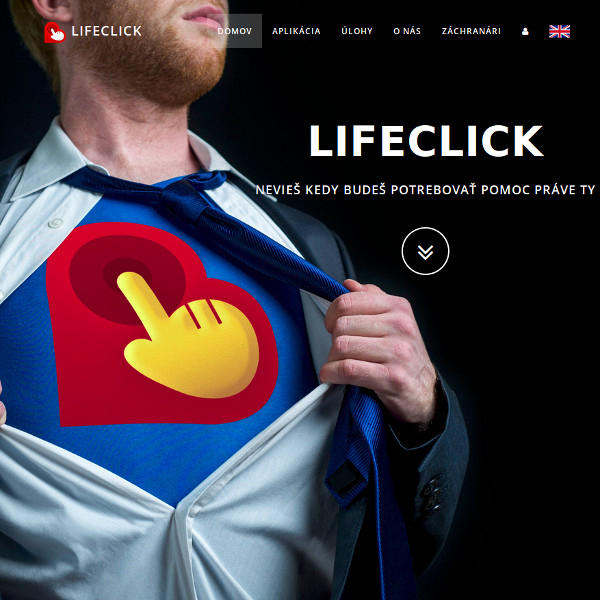 LIFECLICK
DOMOV APLIKÁCIA ÚLOHY O NÁS ZÁCHRANÁRI
LIFECLICK
NEVIEŠ KEDY BUDEŠ POTREBOVAŤ POMOC PRÁVE TY